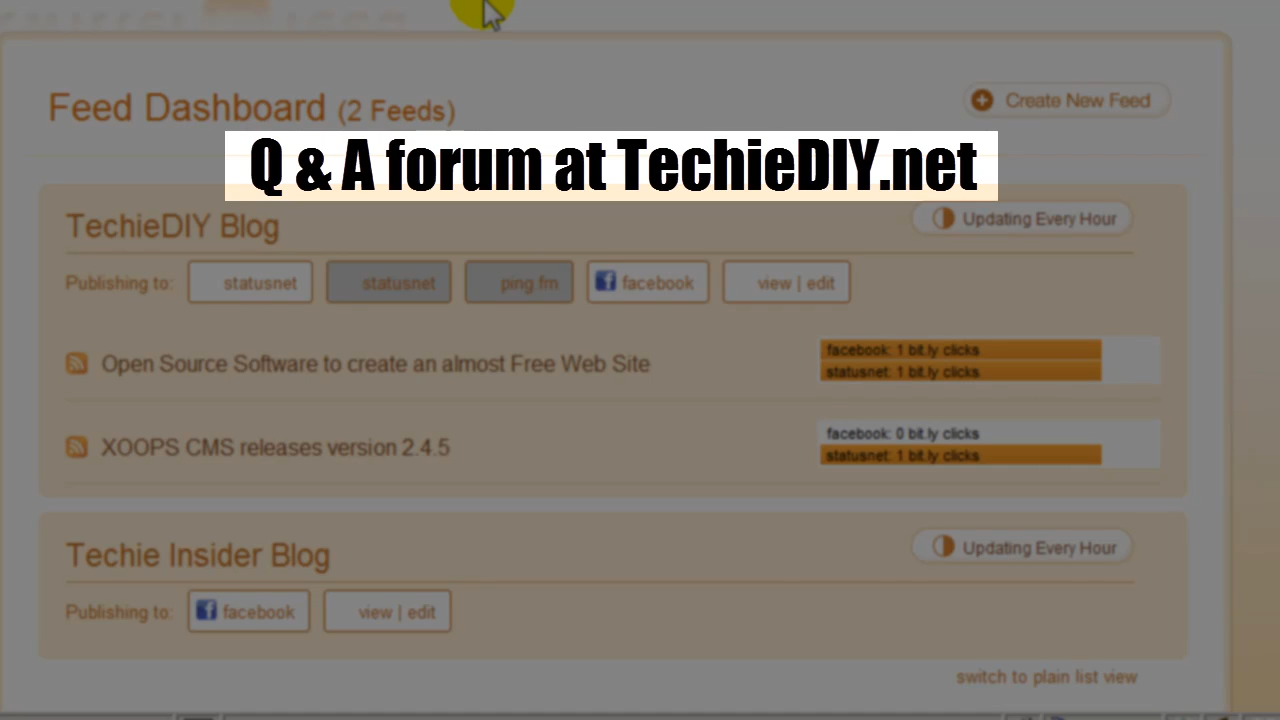 Feed Dashboard (2 Feeds)
Create New Feed
Q & A forum at TechieDIY.net
TechieDIY Blog
Updating Every Hour
Publishing to: statusnet statusnet ping fm facebook view | edit
Open Source Software to create an almost Free Web Site
facebook: 1 bit.ly clicks
statusnet: 1 bit.ly clicks
XOOPS CMS releases version 2.4.5
facebook: 0 bit.ly clicks
statusnet: 1 bit.ly clicks
Techie Insider Blog
Updating Every Hour
Publishing to: facebook view | edit
switch to plain list view